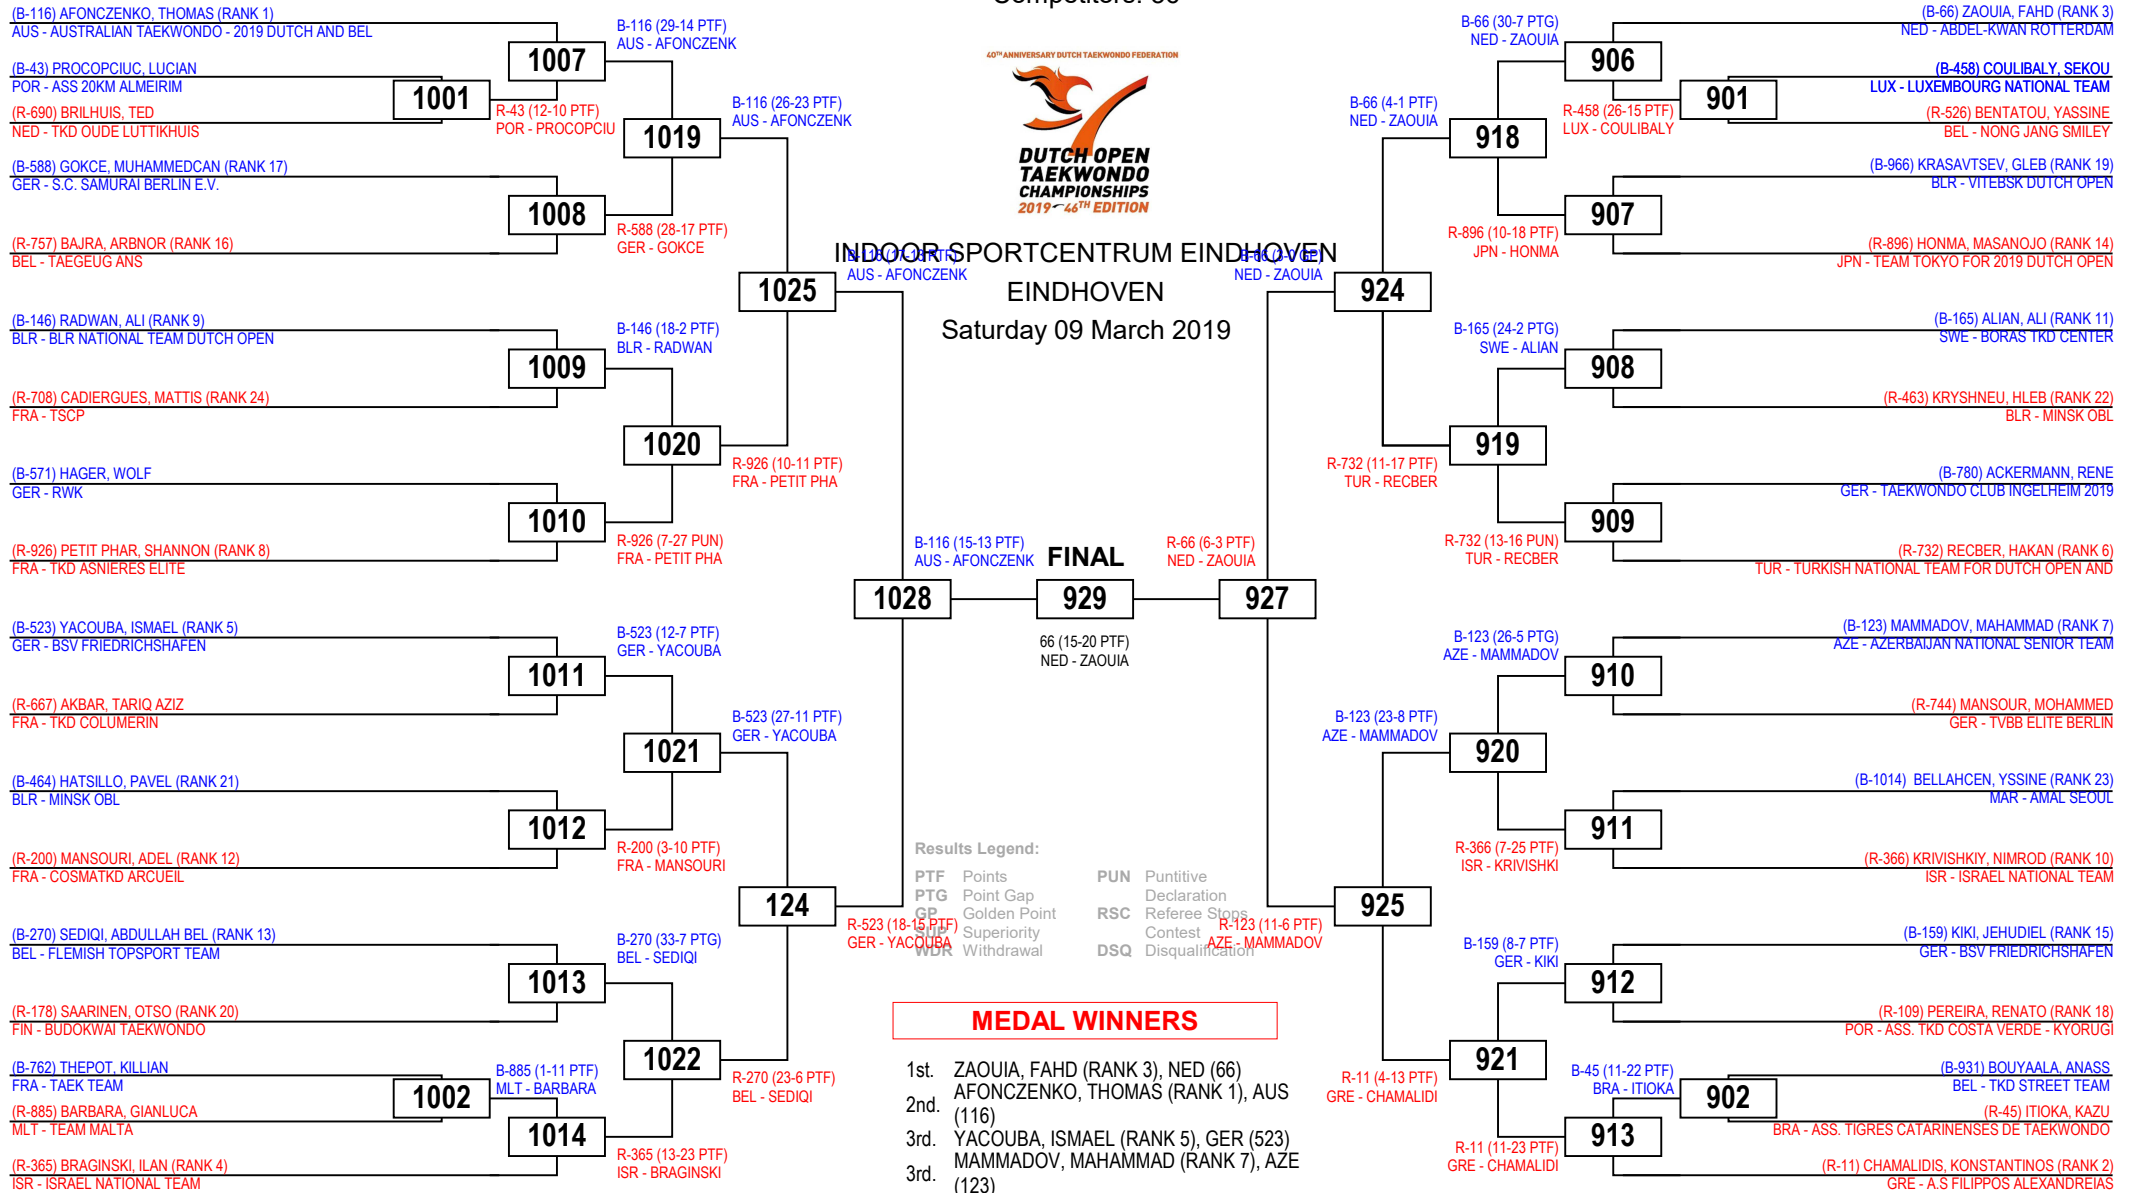 (B-116) AFONCZENKO, THOMAS (RANK 1)
AUS - AUSTRALIAN TAEKWONDO - 2019 DUTCH AND BEL
(B-43) PROCOPCIUC, LUCIAN
POR - ASS 20KM ALMEIRIM
(R-690) BRILHUIS, TED
NED - TKD OUDE LUTTIKHUIS
(B-588) GOKCE, MUHAMMEDCAN (RANK 17)
GER - S.C. SAMURAI BERLIN E.V.
(R-757) BAJRA, ARBNOR (RANK 16)
BEL - TAEGEUG ANS
(B-146) RADWAN, ALI (RANK 9)
BLR - BLR NATIONAL TEAM DUTCH OPEN
(R-708) CADIERGUES, MATTIS (RANK 24)
FRA - TSCP
(B-571) HAGER, WOLF
GER - RWK
(R-926) PETIT PHAR, SHANNON (RANK 8)
FRA - TKD ASNIERES ELITE
(B-523) YACOUBA, ISMAEL (RANK 5)
GER - BSV FRIEDRICHSHAFEN
(R-667) AKBAR, TARIQ AZIZ
FRA - TKD COLUMERIN
(B-464) HATSILLO, PAVEL (RANK 21)
BLR - MINSK OBL
(R-200) MANSOURI, ADEL (RANK 12)
FRA - COSMATKD ARCUEIL
(B-270) SEDIQI, ABDULLAH BEL (RANK 13)
BEL - FLEMISH TOPSPORT TEAM
(R-178) SAARINEN, OTSO (RANK 20)
FIN - BUDOKWAI TAEKWONDO
(B-762) THEPOT, KILLIAN
FRA - TAEK TEAM
(R-885) BARBARA, GIANLUCA
MLT - TEAM MALTA
(R-365) BRAGINSKI, ILAN (RANK 4)
ISR - ISRAEL NATIONAL TEAM
1001
R-43 (12-10 PTF)
POR - PROCOPCIU
1002
B-885 (1-11 PTF)
MLT - BARBARA
1007
B-116 (29-14 PTF)
AUS - AFONCZENK
1008
R-588 (28-17 PTF)
GER - GOKCE
1009
B-146 (18-2 PTF)
BLR - RADWAN
1010
R-926 (7-27 PUN)
FRA - PETIT PHA
1011
B-523 (12-7 PTF)
GER - YACOUBA
1012
R-200 (3-10 PTF)
FRA - MANSOURI
1013
B-270 (33-7 PTG)
BEL - SEDIQI
1014
R-365 (13-23 PTF)
ISR - BRAGINSKI
1019
B-116 (26-23 PTF)
AUS - AFONCZENK
1020
R-926 (10-11 PTF)
FRA - PETIT PHA
1021
B-523 (27-11 PTF)
GER - YACOUBA
1022
R-270 (23-6 PTF)
BEL - SEDIQI
1025
AUS - AFONCZENK
124
R-523 (18-15 PTF)
GER - YACOUBA
1028
B-116 (15-13 PTF)
AUS - AFONCZENK
40TH ANNIVERSARY DUTCH TAEKWONDO FEDERATION
DUTCH OPEN
TAEKWONDO
CHAMPIONSHIPS
2019 46TH EDITION
INDOOR SPORTCENTRUM EINDHOVEN
EINDHOVEN
Saturday 09 March 2019
FINAL
929
66 (15-20 PTF)
NED - ZAOUIA
Results Legend:
PTF Points
PTG Point Gap
GP Golden Point
SUP Superiority
WDR Withdrawal
PUN Puntitive
Declaration
RSC Referee Stops
Contest
DSQ Disqualification
MEDAL WINNERS
1st. ZAOUIA, FAHD (RANK 3), NED (66)
2nd. AFONCZENKO, THOMAS (RANK 1), AUS
(116)
3rd. YACOUBA, ISMAEL (RANK 5), GER (523)
3rd. MAMMADOV, MAHAMMAD (RANK 7), AZE
(123)
R-66 (6-3 PTF)
NED - ZAOUIA
927
B-66 (3-0 GP)
NED - ZAOUIA
924
R-123 (11-6 PTF)
AZE - MAMMADOV
925
B-66 (4-1 PTF)
NED - ZAOUIA
918
R-732 (11-17 PTF)
TUR - RECBER
919
B-123 (23-8 PTF)
AZE - MAMMADOV
920
R-11 (4-13 PTF)
GRE - CHAMALIDI
921
B-66 (30-7 PTG)
NED - ZAOUIA
906
R-896 (10-18 PTF)
JPN - HONMA
907
B-165 (24-2 PTG)
SWE - ALIAN
908
R-732 (13-16 PUN)
TUR - RECBER
909
B-123 (26-5 PTG)
AZE - MAMMADOV
910
R-366 (7-25 PTF)
ISR - KRIVISHKI
911
B-159 (8-7 PTF)
GER - KIKI
912
R-11 (11-23 PTF)
GRE - CHAMALIDI
913
R-458 (26-15 PTF)
LUX - COULIBALY
901
B-45 (11-22 PTF)
BRA - ITIOKA
902
(B-66) ZAOUIA, FAHD (RANK 3)
NED - ABDEL-KWAN ROTTERDAM
(B-458) COULIBALY, SEKOU
LUX - LUXEMBOURG NATIONAL TEAM
(R-526) BENTATOU, YASSINE
BEL - NONG JANG SMILEY
(B-966) KRASAVTSEV, GLEB (RANK 19)
BLR - VITEBSK DUTCH OPEN
(R-896) HONMA, MASANOJO (RANK 14)
JPN - TEAM TOKYO FOR 2019 DUTCH OPEN
(B-165) ALIAN, ALI (RANK 11)
SWE - BORAS TKD CENTER
(R-463) KRYSHNEU, HLEB (RANK 22)
BLR - MINSK OBL
(B-780) ACKERMANN, RENE
GER - TAEKWONDO CLUB INGELHEIM 2019
(R-732) RECBER, HAKAN (RANK 6)
TUR - TURKISH NATIONAL TEAM FOR DUTCH OPEN AND
(B-123) MAMMADOV, MAHAMMAD (RANK 7)
AZE - AZERBAIJAN NATIONAL SENIOR TEAM
(R-744) MANSOUR, MOHAMMED
GER - TVBB ELITE BERLIN
(B-1014) BELLAHCEN, YSSINE (RANK 23)
MAR - AMAL SEOUL
(R-366) KRIVISHKIY, NIMROD (RANK 10)
ISR - ISRAEL NATIONAL TEAM
(B-159) KIKI, JEHUDIEL (RANK 15)
GER - BSV FRIEDRICHSHAFEN
(R-109) PEREIRA, RENATO (RANK 18)
POR - ASS. TKD COSTA VERDE - KYORUGI
(B-931) BOUYAALA, ANASS
BEL - TKD STREET TEAM
(R-45) ITIOKA, KAZU
BRA - ASS. TIGRES CATARINENSES DE TAEKWONDO
(R-11) CHAMALIDIS, KONSTANTINOS (RANK 2)
GRE - A.S FILIPPOS ALEXANDREIAS